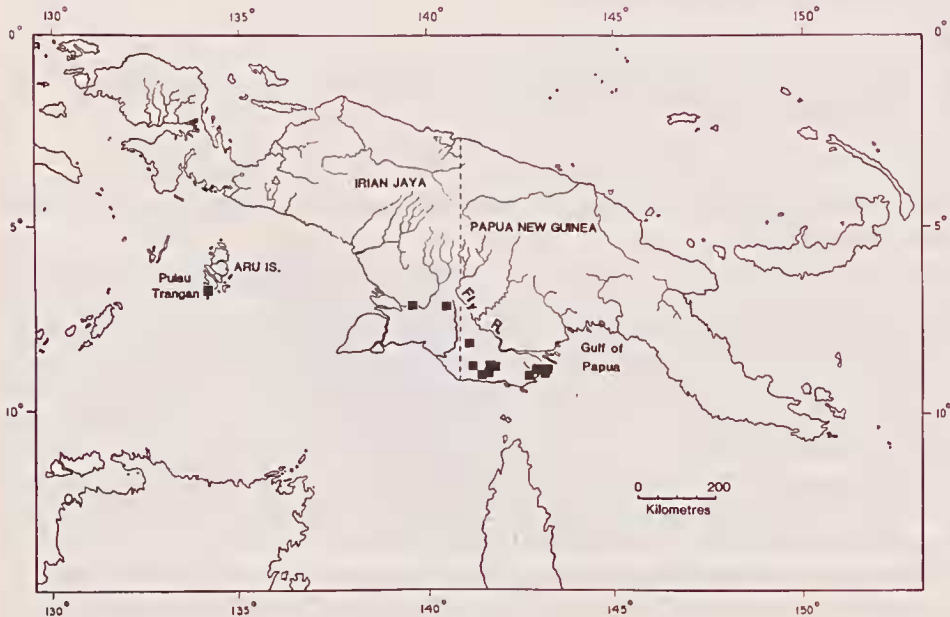 130° 135° 140° 145° 150°
0° 0°
IRIAN JAYA
PAPUA NEW GUINEA
5° 5°
ARU IS.
Pulau
Trangan
Fly R.
Gulf of
Papua
10° 10°
0 200
Kilometres
130° 135° 140° 145° 150°